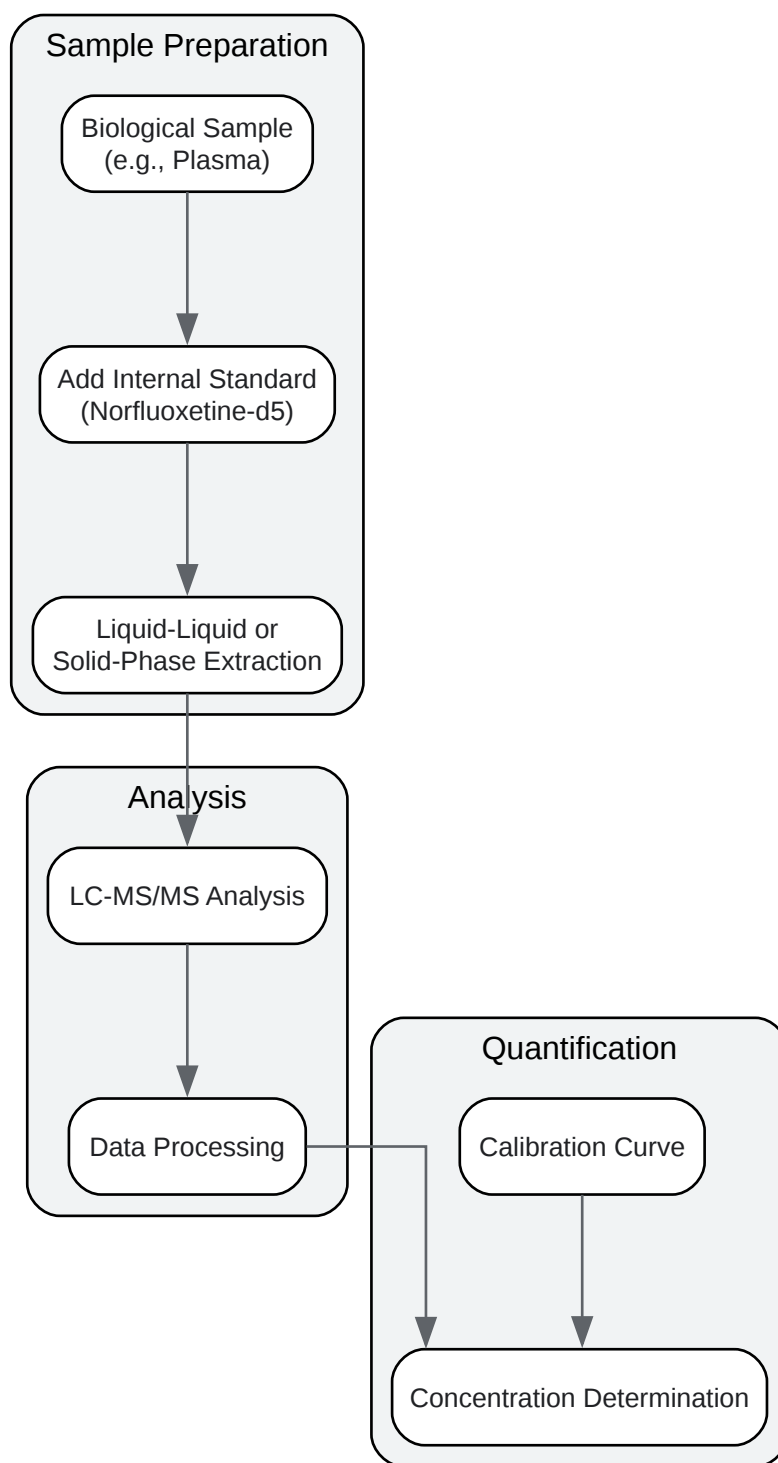 Sample Preparation
Biological Sample
(e.g., Plasma)
Add Internal Standard
(Norfluoxetine-d5)
Liquid-Liquid or
Solid-Phase Extraction
Analysis
LC-MS/MS Analysis
Data Processing
Quantification
Calibration Curve
Concentration Determination